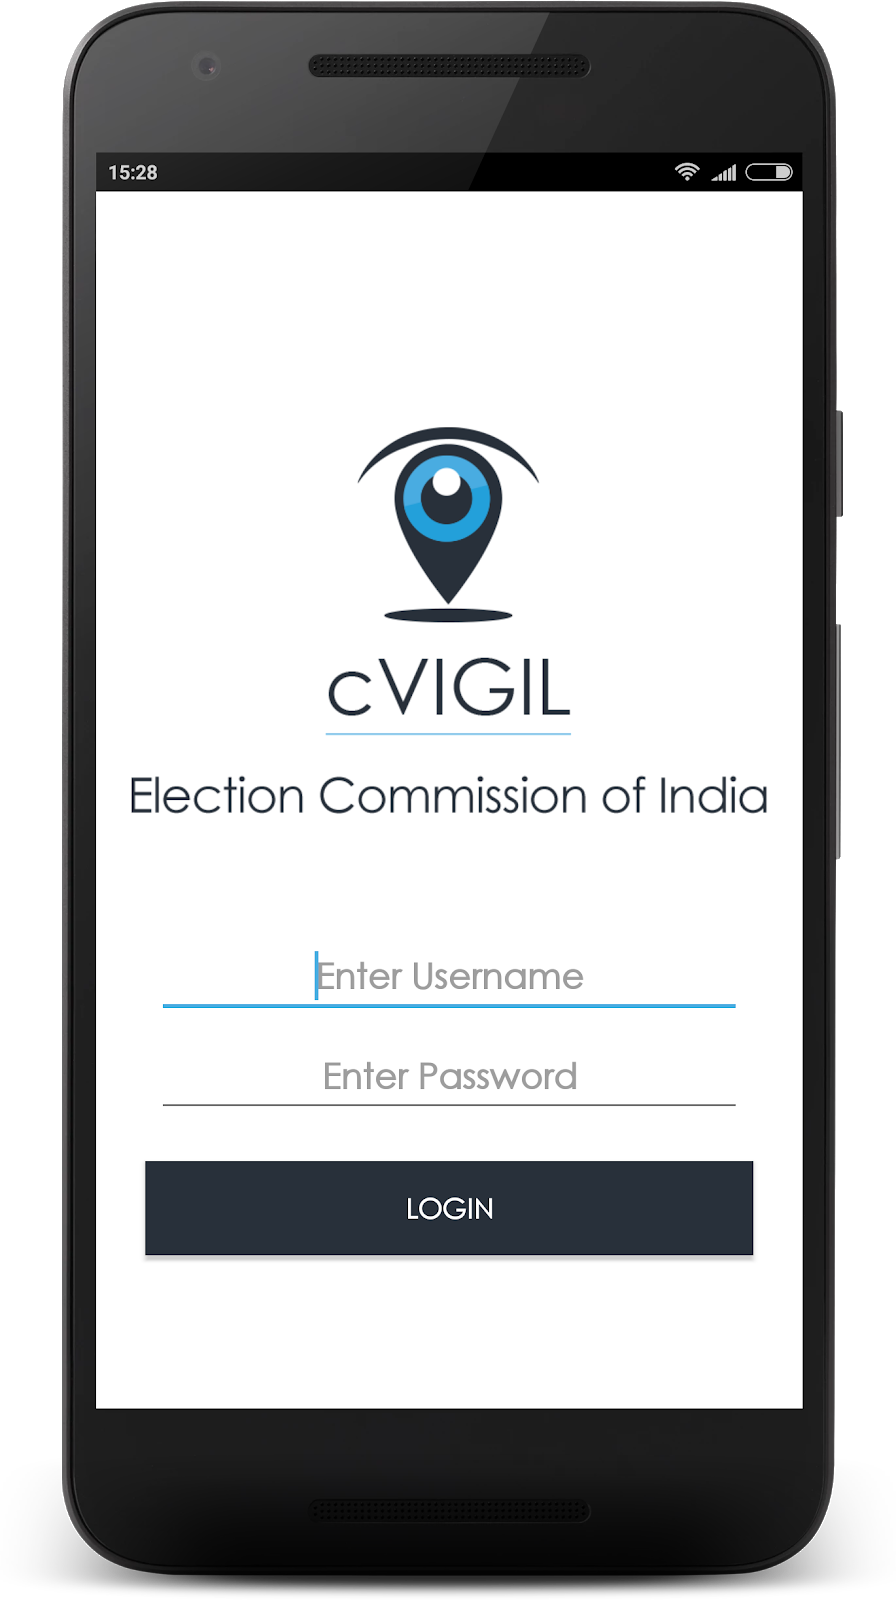 15:28
cVIGIL
Election Commission of India
Enter Username
Enter Password
LOGIN